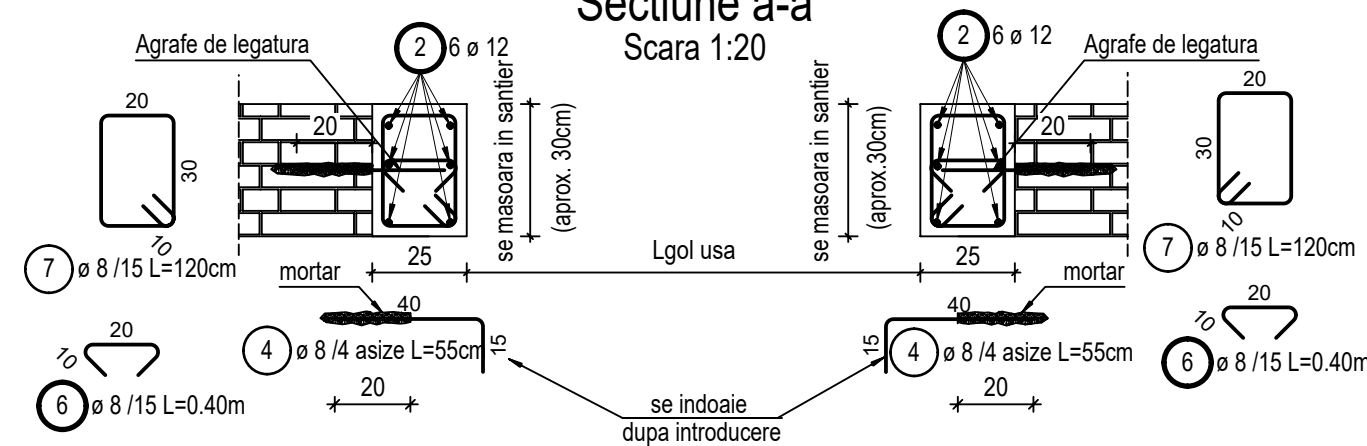 Sectiune a-a
Scara 1:20
Agrafe de legatura
2 6 ø 12
2 6 ø 12
Agrafe de legatura
20
30
10
7 ø 8 /15 L=120cm
20
se masoara in santier
(aprox. 30cm)
25
Lgol usa
se masoara in santier
(aprox.30cm)
20
25
20
30
10
7 ø 8 /15 L=120cm
mortar
40
15
4 ø 8 /4 asize L=55cm
20
mortar
40
15
4 ø 8 /4 asize L=55cm
20
20
10
6 ø 8 /15 L=0.40m
20
10
6 ø 8 /15 L=0.40m
se indoaie
dupa introducere